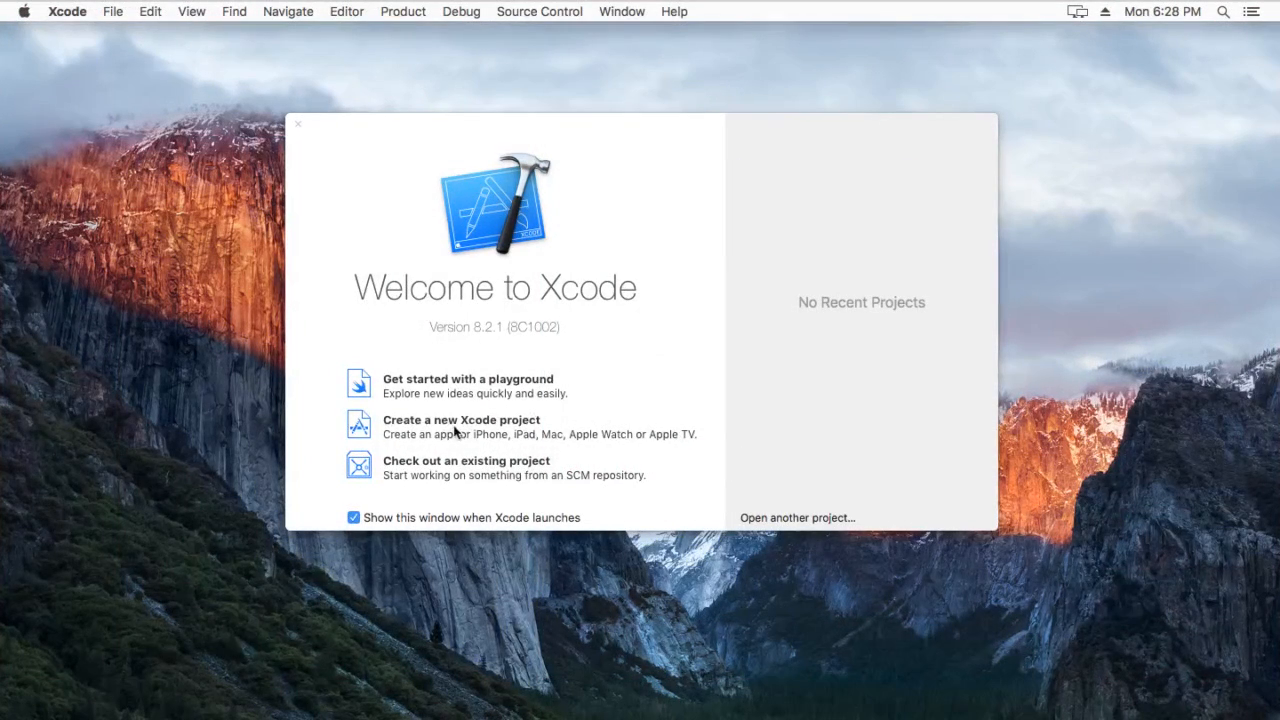 Xcode File Edit View Find Navigate Editor Product Debug Source Control Window Help Mon 6:28 PM
XCODE
Welcome to Xcode
Version 8.2.1 (8C1002)
No Recent Projects
Get started with a playground
Explore new ideas quickly and easily.
Create a new Xcode project
Create an app for iPhone, iPad, Mac, Apple Watch or Apple TV.
Check out an existing project
Start working on something from an SCM repository.
Show this window when Xcode launches
Open another project...